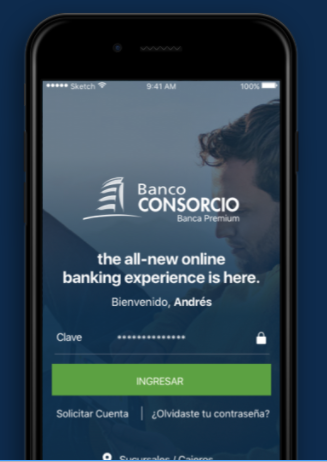 Sketch 9:41 AM 100%
Banco
CONSORCIO
Banca Premium
the all-new online
banking experience is here.
Bienvenido, Andrés
Clave **************
INGRESAR
Solicitar Cuenta ¿Olvidaste tu contraseña?
Sucursales / Cajeros